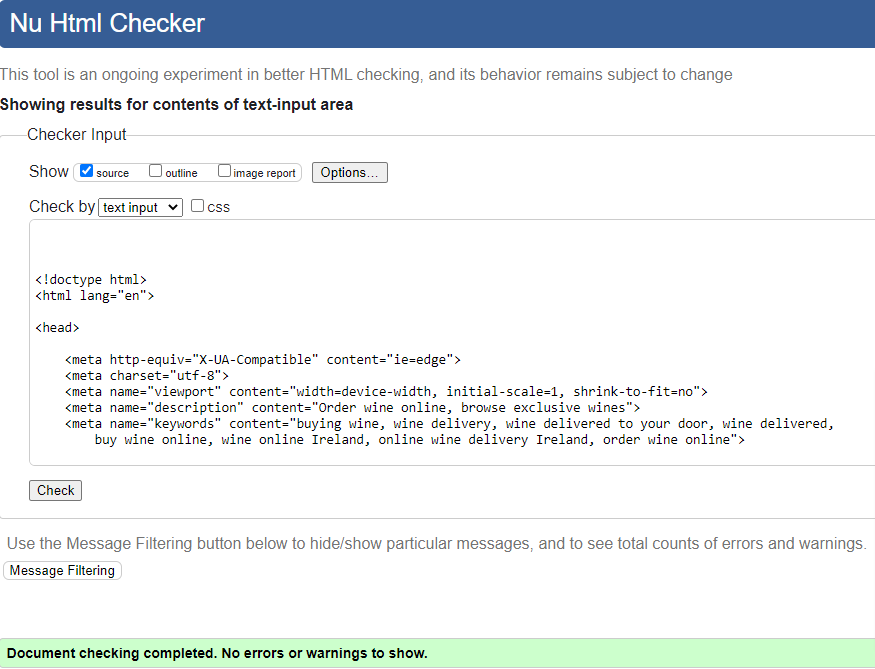 Nu Html Checker
This tool is an ongoing experiment in better HTML checking, and its behavior remains subject to change
Showing results for contents of text-input area
Checker Input
Show source outline image report Options...
Check by text input css
<!doctype html>
<html lang="en">
<head>
<meta http-equiv="X-UA-Compatible" content="ie=edge">
<meta charset="utf-8">
<meta name="viewport" content="width=device-width, initial-scale=1, shrink-to-fit=no">
<meta name="description" content="Order wine online, browse exclusive wines">
<meta name="keywords" content="buying wine, wine delivery, wine delivered to your door, wine delivered,
buy wine online, wine online Ireland, online wine delivery Ireland, order wine online">
Check
Use the Message Filtering button below to hide/show particular messages, and to see total counts of errors and warnings.
Message Filtering
Document checking completed. No errors or warnings to show.